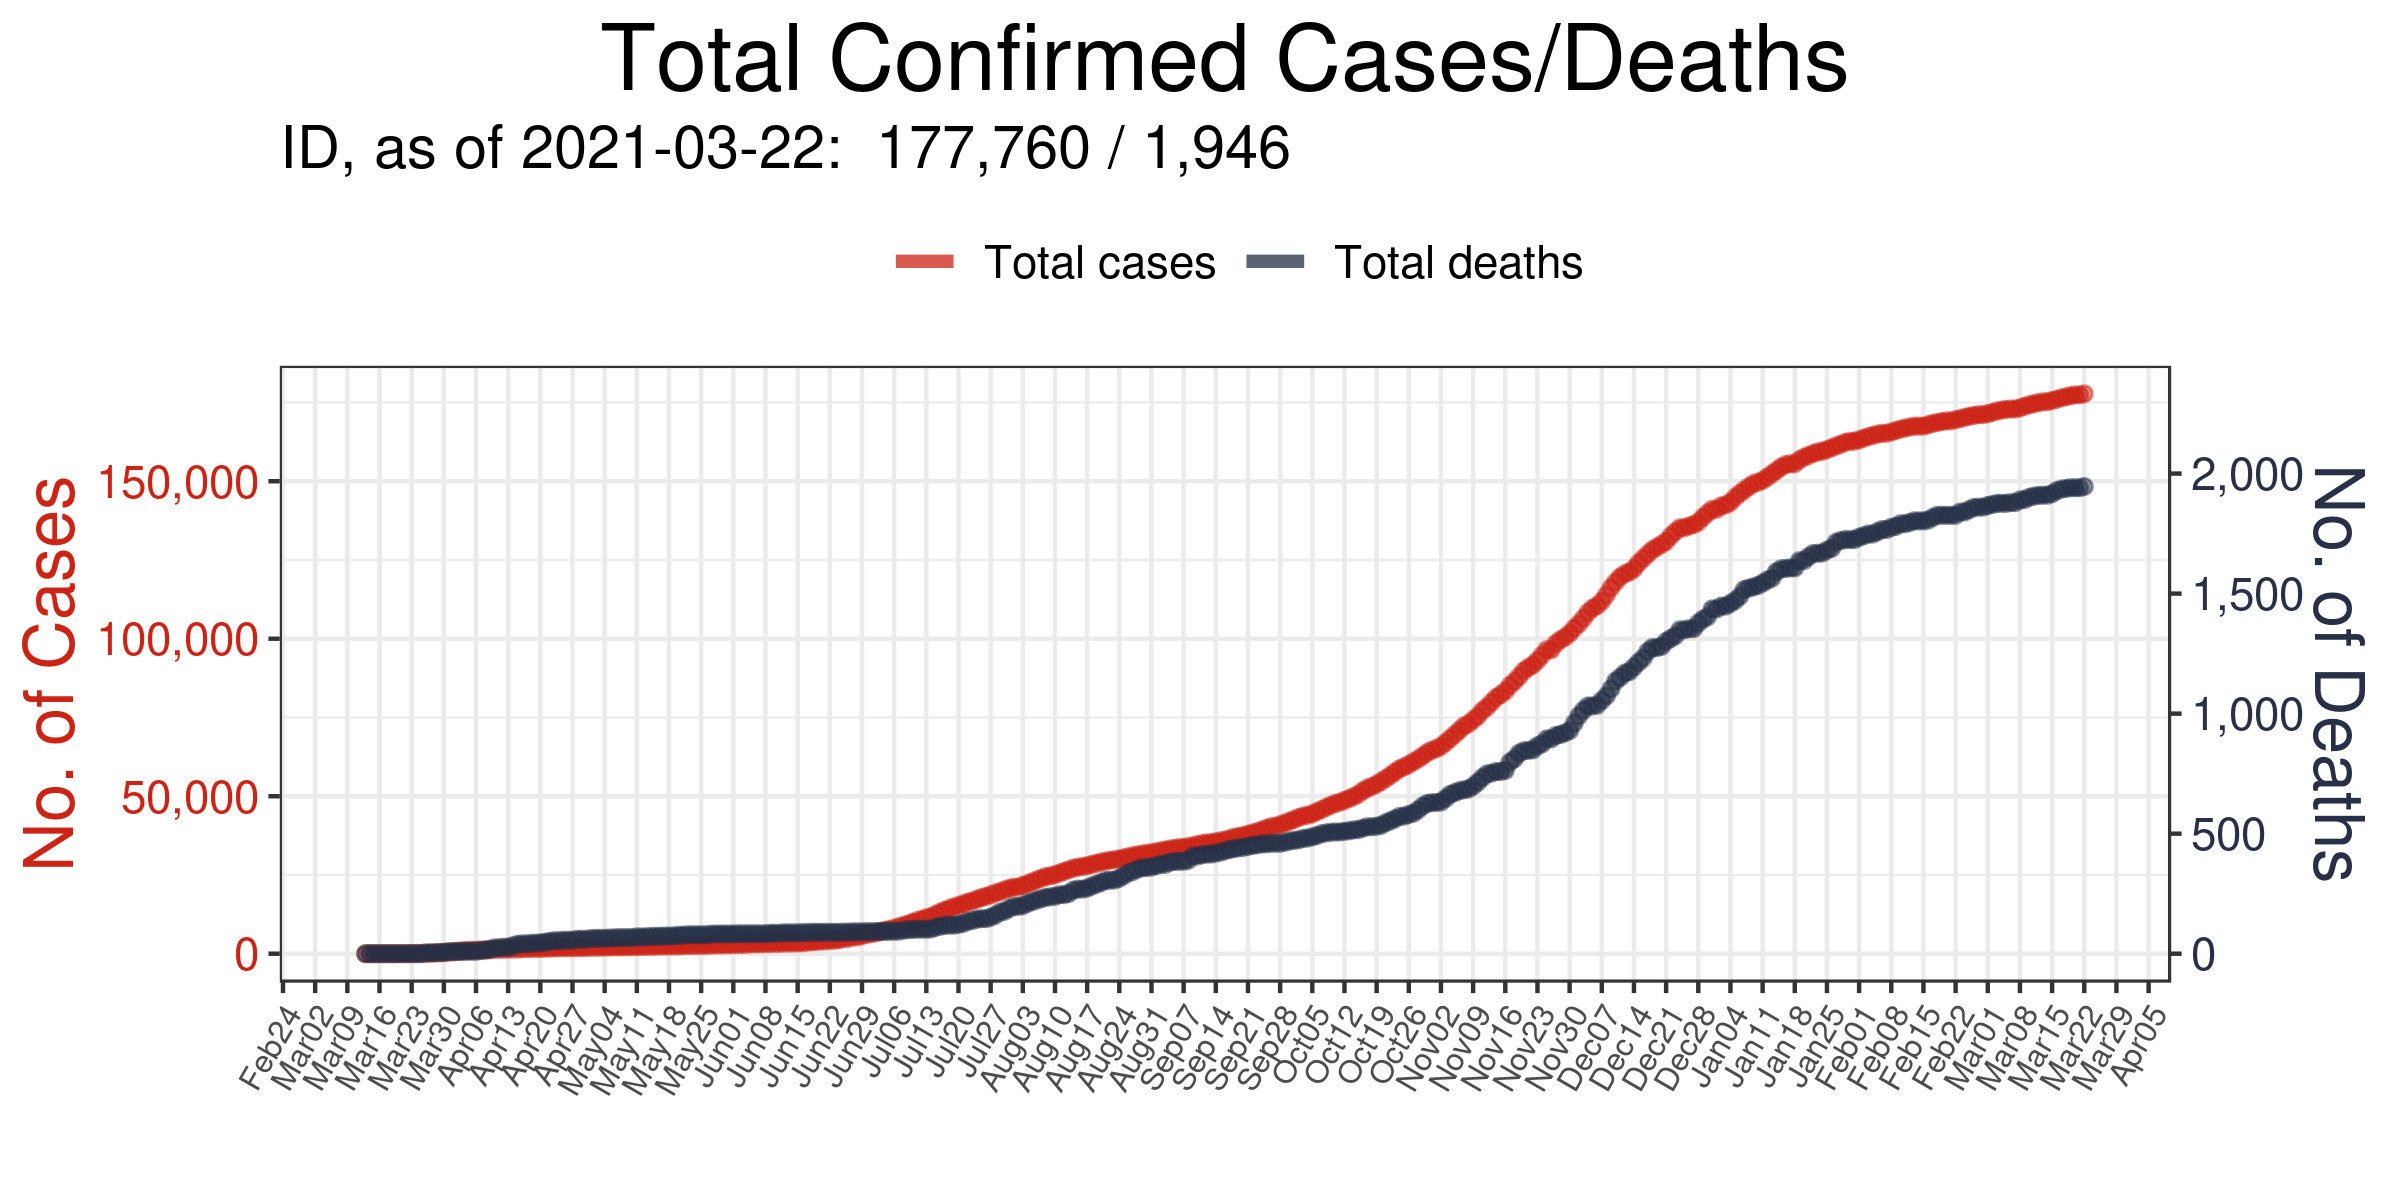 Total Confirmed Cases/Deaths
ID, as of 2021-03-22:  177,760 / 1,946
Total cases
Total deaths
No. of Cases
150,000
100,000
50,000
0
2,000
1,500
1,000
500
0
No. of Deaths
Feb24
Mar02
Mar09
Mar16
Mar23
Mar30
Apr06
Apr13
Apr20
Apr27
May04
May11
May18
May25
Jun01
Jun08
Jun15
Jun22
Jun29
Jul06
Jul13
Jul20
Jul27
Aug03
Aug10
Aug17
Aug24
Aug31
Sep07
Sep14
Sep21
Sep28
Oct05
Oct12
Oct19
Oct26
Nov02
Nov09
Nov16
Nov23
Nov30
Dec07
Dec14
Dec21
Dec28
Jan04
Jan11
Jan18
Jan25
Feb01
Feb08
Feb15
Feb22
Mar01
Mar08
Mar15
Mar22
Mar29
Apr05